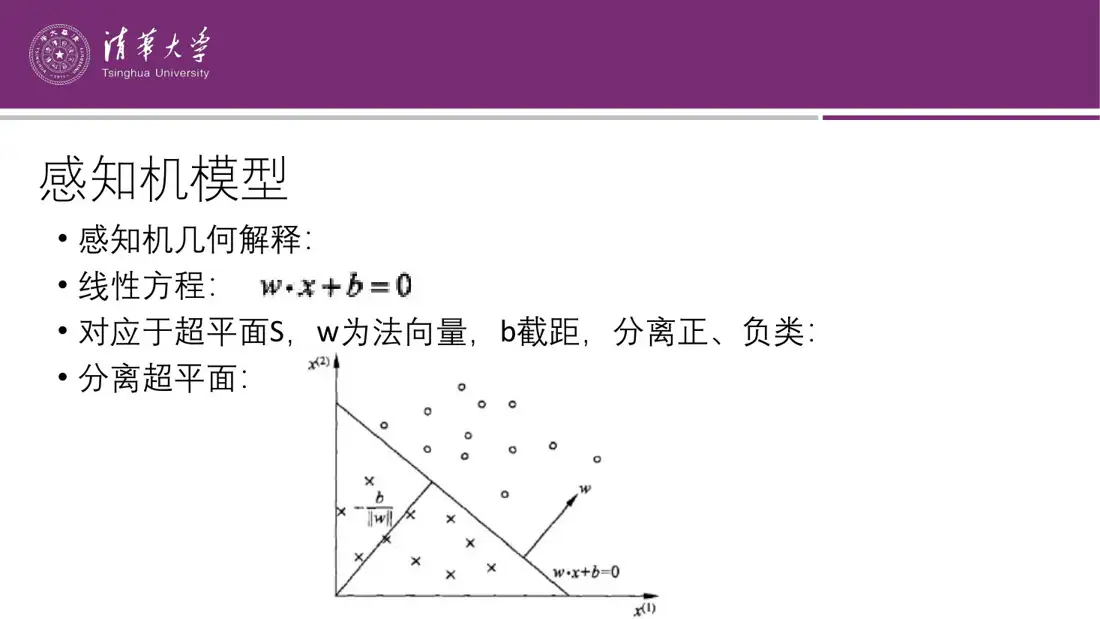 清华大学
Tsinghua University
感知机模型
• 感知机几何解释：
• 线性方程： w·x+b=0
• 对应于超平面S，w为法向量，b截距，分离正、负类：
• 分离超平面：
x(2)
w
-b/||w||
w·x+b=0
x(1)